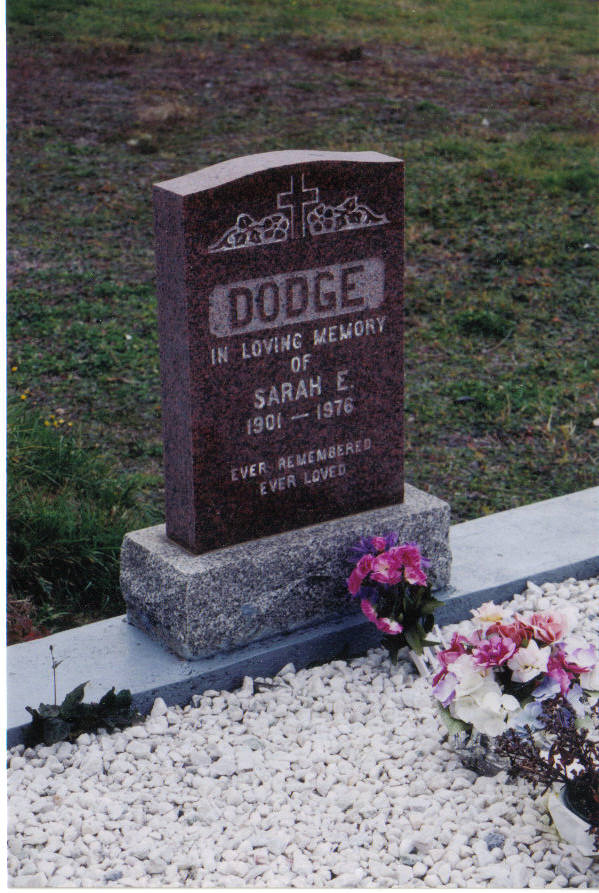 DODGE
IN LOVING MEMORY
OF
SARAH E.
1901 — 1976
EVER REMEMBERED
EVER LOVED